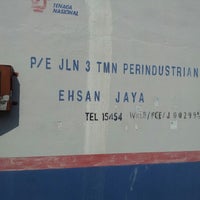 TENAGA
NASIONAL
P/E JLN 3 TMN PERINDUSTRIAN
EHSAN JAYA
TEL 15454